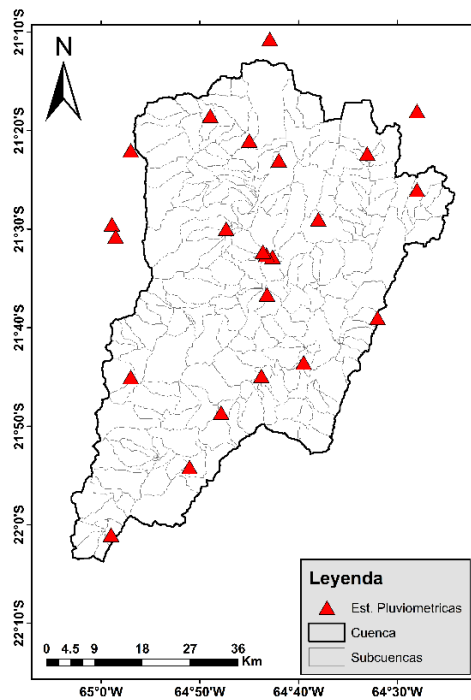 N
21°10'S
21°20'S
21°30'S
21°40'S
21°50'S
22°0'S
22°10'S
Leyenda
Est. Pluviometricas
Cuenca
Subcuencas
0 4.5 9 18 27 36
Km
65°0'W 64°50'W 64°40'W 64°30'W